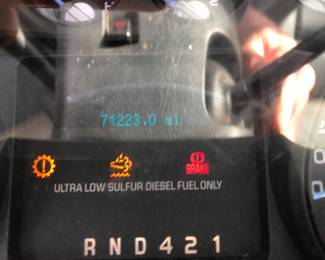 71223.0 mi
BRAKE
ULTRA LOW SULFUR DIESEL FUEL ONLY
R N D 4 2 1